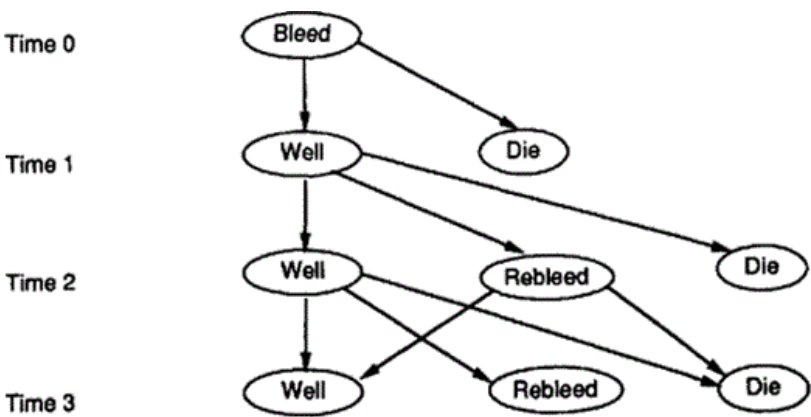 Time 0
Bleed
Time 1
Well
Die
Time 2
Well
Rebleed
Die
Time 3
Well
Rebleed
Die